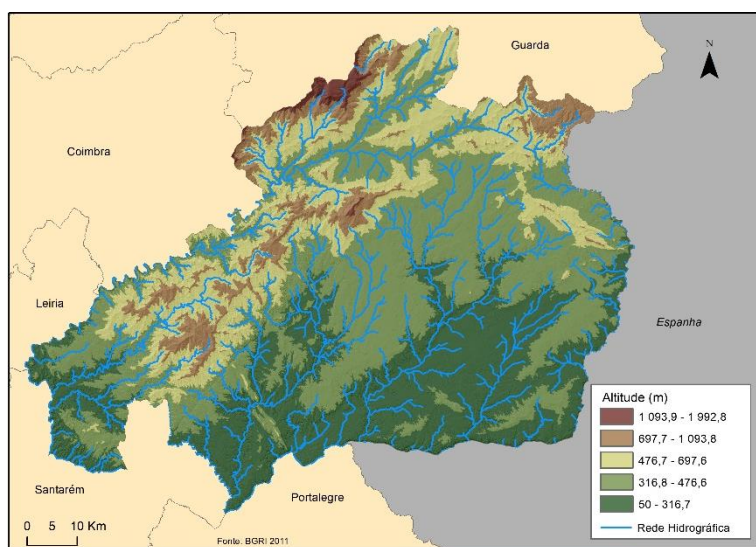 Guarda
N
Coimbra
Leiria
Espanha
Santarém
Portalegre
Altitude (m)
1 093,9 - 1 992,8
697,7 - 1 093,8
476,7 - 697,6
316,8 - 476,6
50 - 316,7
Rede Hidrográfica
0 5 10 Km
Fonte. BGRI 2011